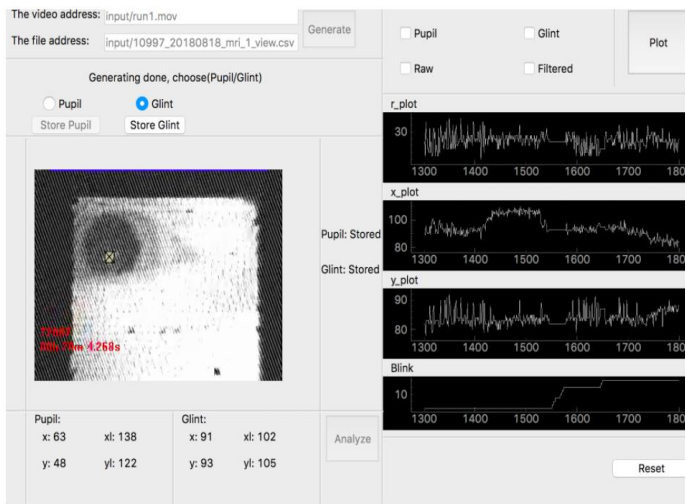 The video address: input/run1.mov
The file address: input/10997_20180818_mri_1_view.csv
Generate
Generating done, choose(Pupil/Glint)
Pupil Glint
Store Pupil Store Glint
4.268s
Pupil: Stored
Glint: Stored
Pupil: Glint:
x: 63 xl: 138 x: 91 xl: 102
y: 48 yl: 122 y: 93 yl: 105
Analyze
Pupil Glint
Raw Filtered
Plot
r_plot
30
1300 1400 1500 1600 1700
x_plot
100
80
1300 1400 1500 1600 1700
y_plot
90
80
1300 1400 1500 1600 1700
Blink
10
1300 1400 1500 1600 1700
Reset